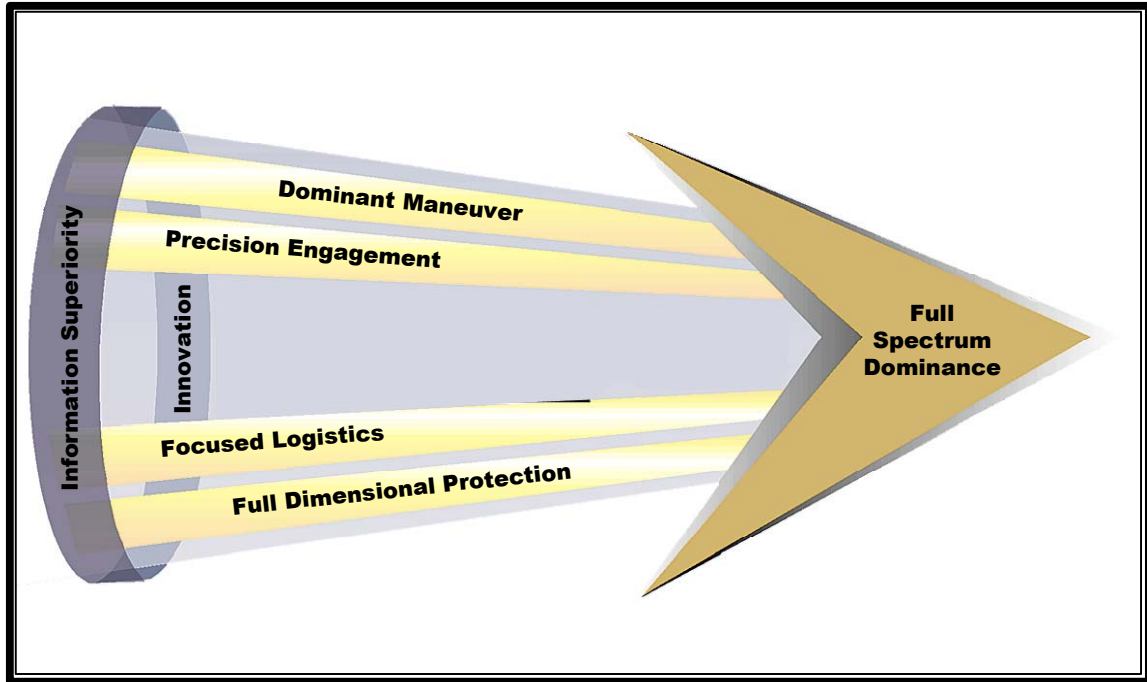 Information Superiority
Innovation
Dominant Maneuver
Precision Engagement
Focused Logistics
Full Dimensional Protection
Full
Spectrum
Dominance